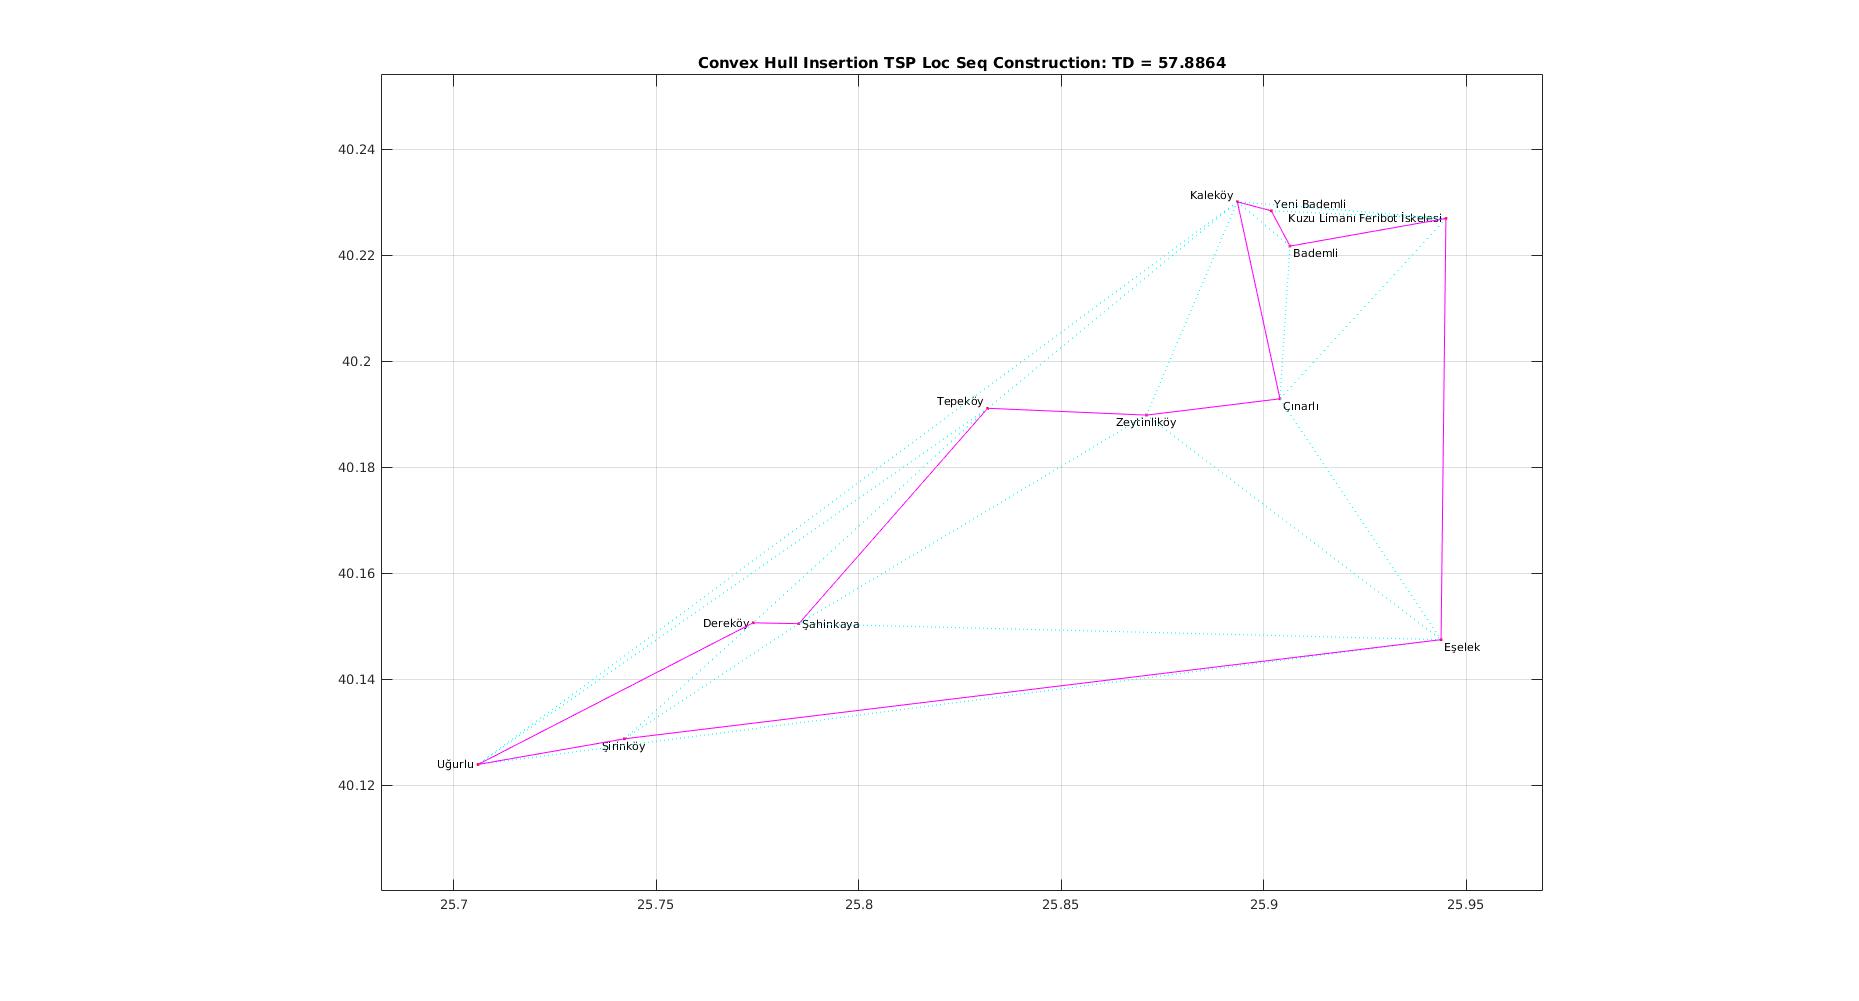 Convex Hull Insertion TSP Loc Seq Construction: TD = 57.8864
40.24
Kaleköy
Yeni Bademli
Kuzu Limanı Feribot İskelesi
40.22
Bademli
40.2
Tepeköy
Çınarlı
Zeytinliköy
40.18
40.16
Dereköy
Şahinkaya
Eşelek
40.14
Şirinköy
Uğurlu
40.12
25.7
25.75
25.8
25.85
25.9
25.95